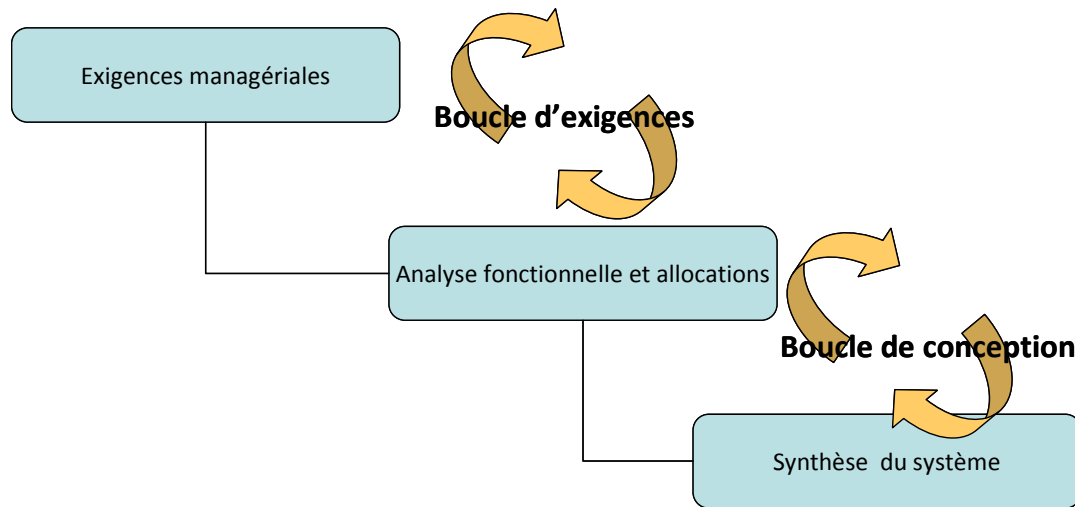 Exigences managériales
Boucle d’exigences
Analyse fonctionnelle et allocations
Boucle de conception
Synthèse du système